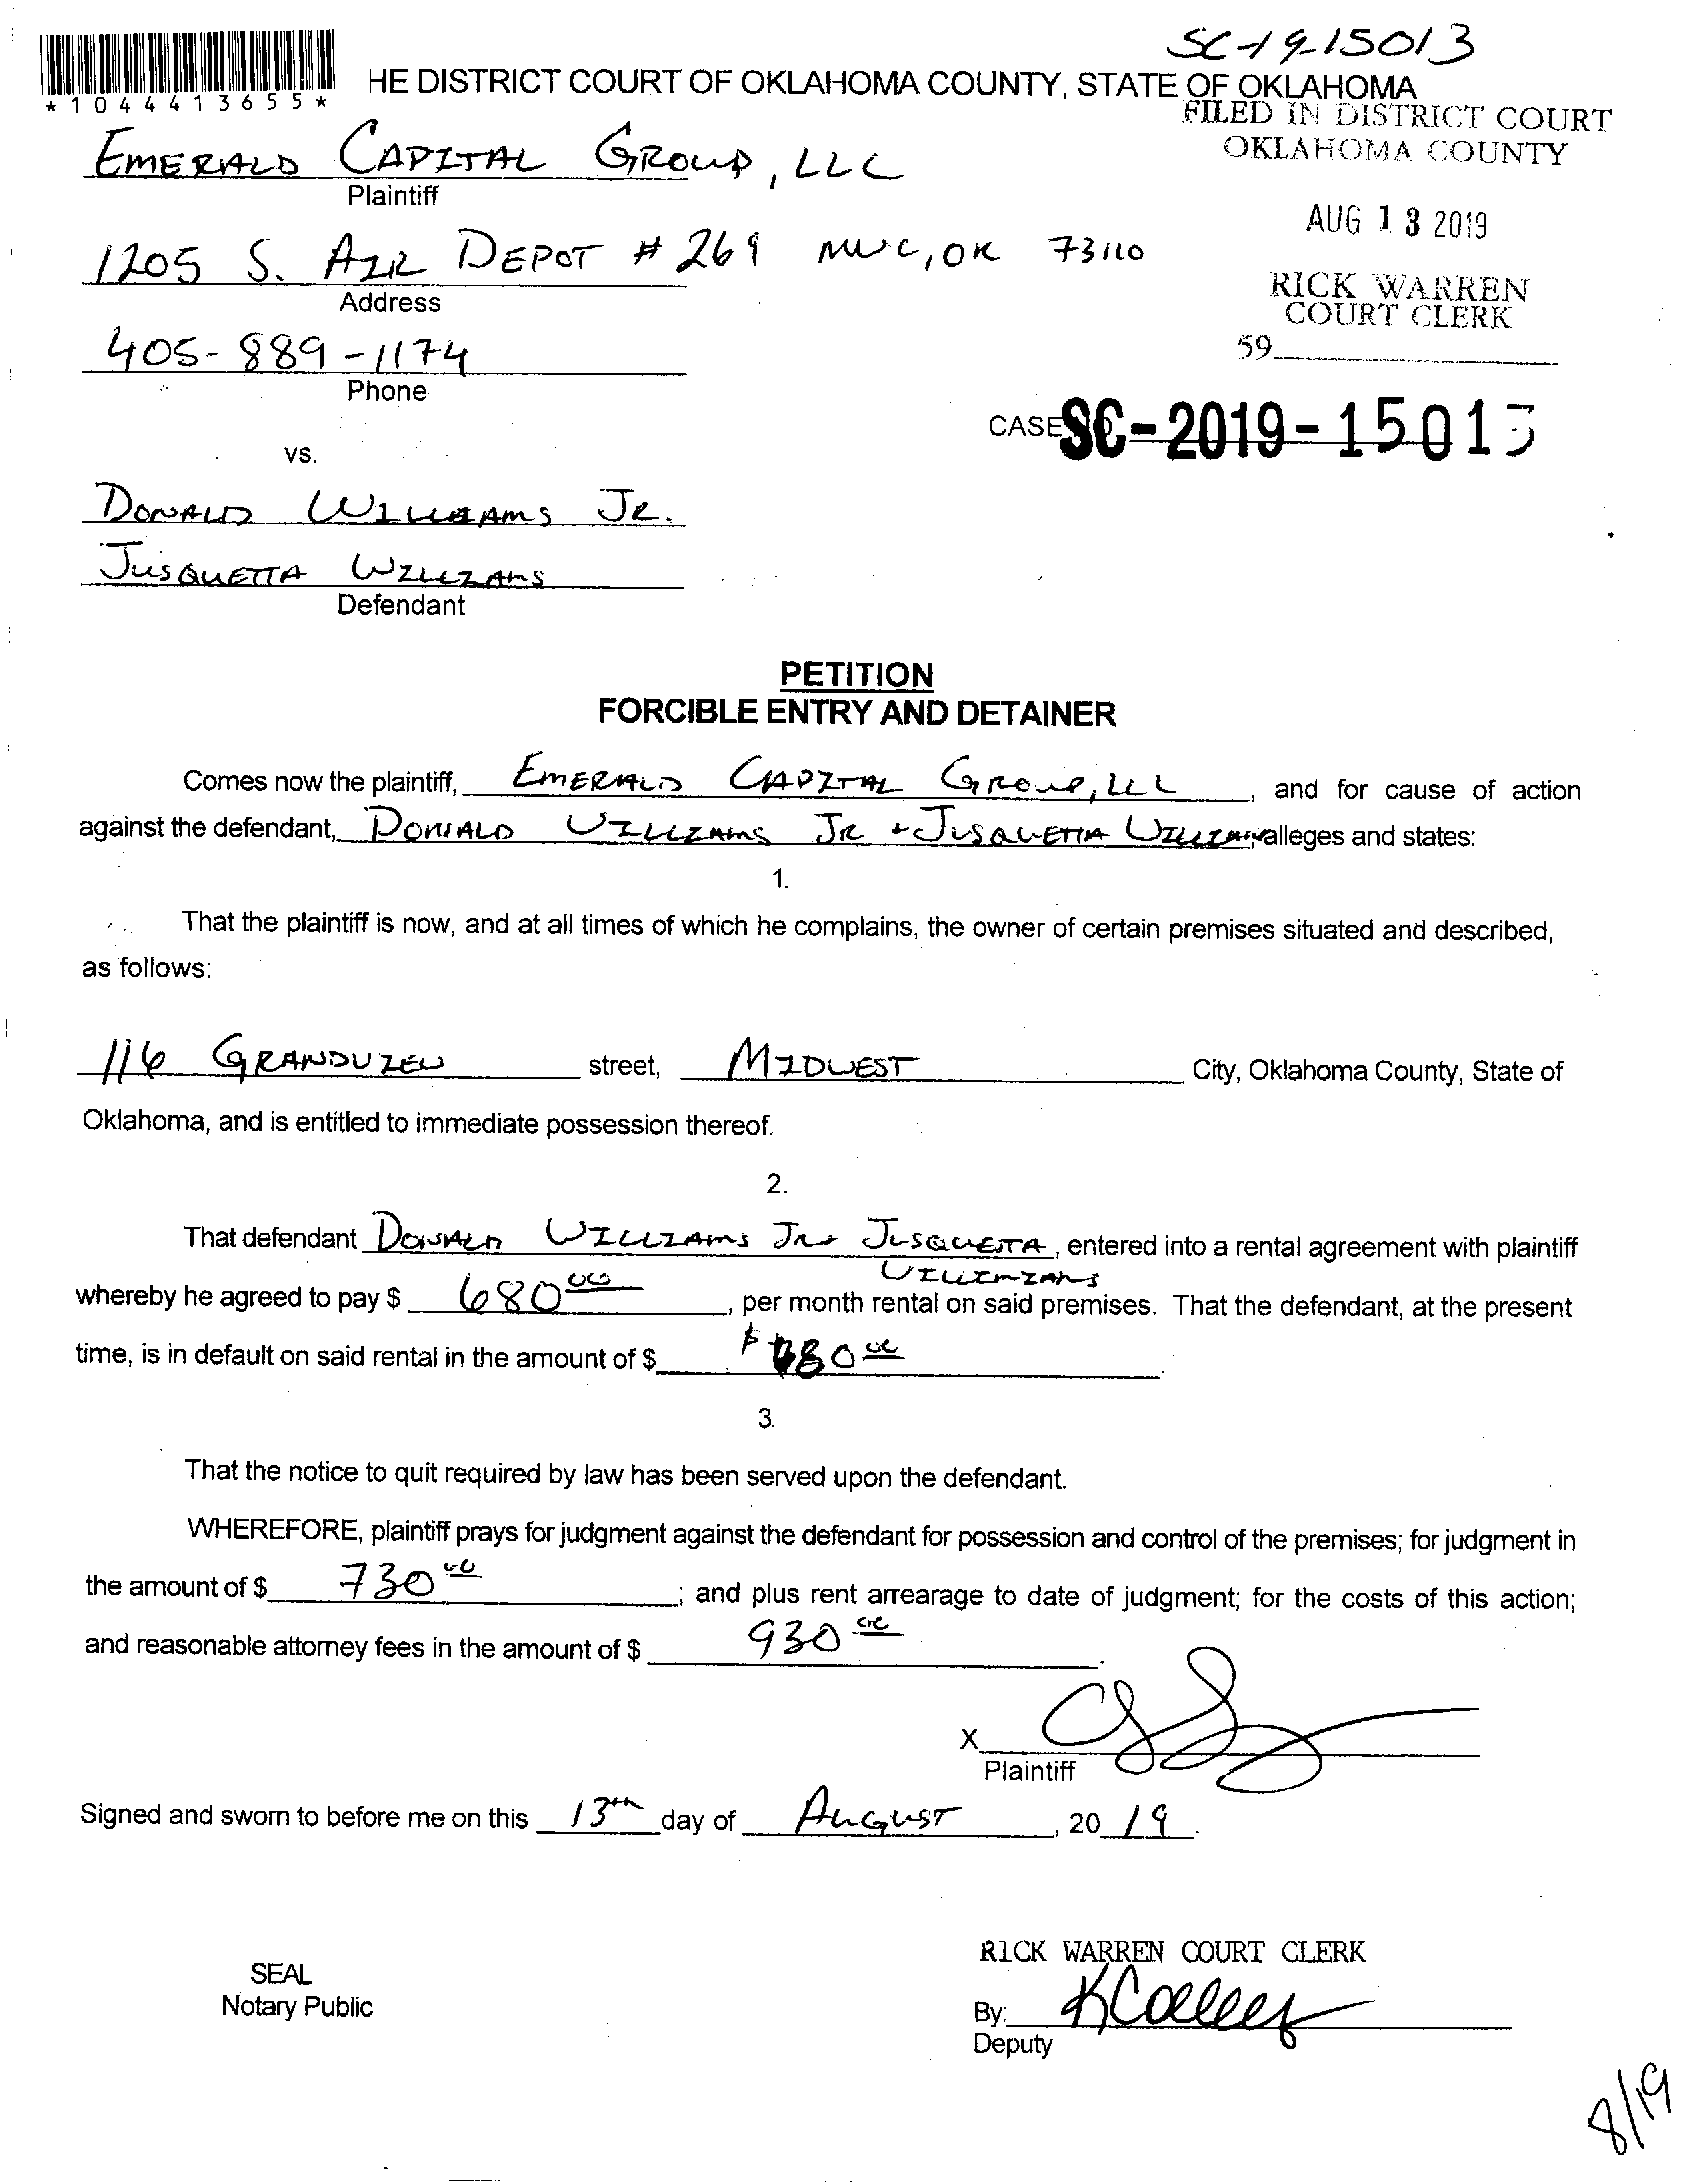 SC-19-15013
*1044413655*
HE DISTRICT COURT OF OKLAHOMA COUNTY, STATE OF OKLAHOMA
FILED IN DISTRICT COURT
OKLAHOMA COUNTY
EMERALD CAPITAL GROUP, LLC
Plaintiff
AUG 13 2019
1205 S. AIR DEPOT # 269 MWC, OK 73110
Address
RICK WARREN
COURT CLERK
405-889-1174
59
Phone
CASE SC-2019-15013
vs.
DONALD WILLIAMS JR.
JUSQUETTA WILLIAMS
Defendant
PETITION
FORCIBLE ENTRY AND DETAINER
Comes now the plaintiff, EMERALD CAPITAL GROUP, LLC, and for cause of action
against the defendant, DONALD WILLIAMS JR + JUSQUETTA WILLIAMS alleges and states:
1.
That the plaintiff is now, and at all times of which he complains, the owner of certain premises situated and described,
as follows:
116 GRANDVIEW street, MIDWEST City, Oklahoma County, State of
Oklahoma, and is entitled to immediate possession thereof.
2.
That defendant DONALD WILLIAMS JR + JUSQUETTA, entered into a rental agreement with plaintiff
WILLIAMS
whereby he agreed to pay $ 680 00, per month rental on said premises. That the defendant, at the present
time, is in default on said rental in the amount of $ $ 00.
3.
That the notice to quit required by law has been served upon the defendant.
WHEREFORE, plaintiff prays for judgment against the defendant for possession and control of the premises; for judgment in
the amount of $ 730 00; and plus rent arrearage to date of judgment; for the costs of this action;
and reasonable attorney fees in the amount of $ 930 00.
X
Plaintiff
Signed and sworn to before me on this 13th day of AUGUST, 20 19.
RICK WARREN COURT CLERK
SEAL
Notary Public
By:
Deputy
8/19